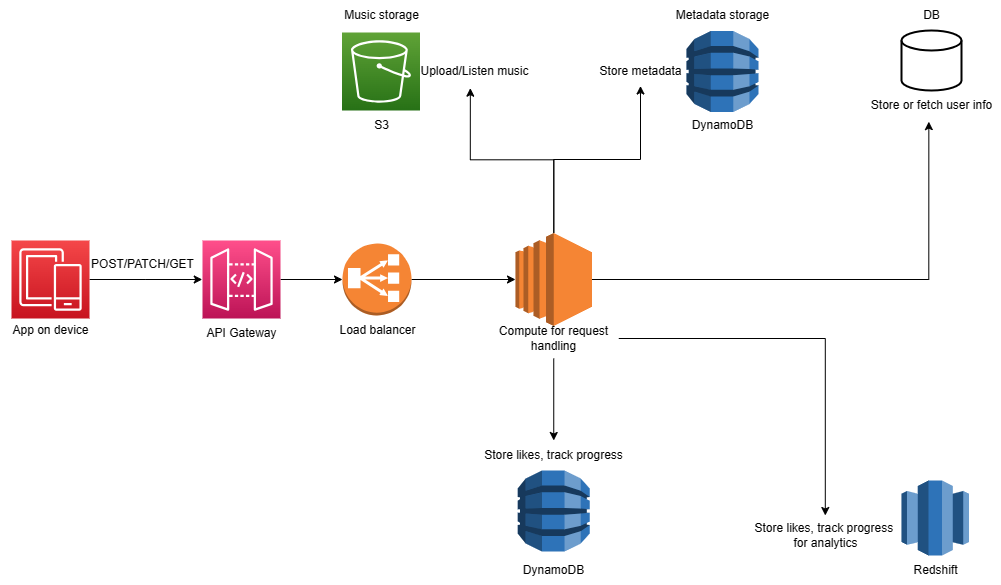 Music storage
Metadata storage
DB
Upload/Listen music
Store metadata
Store or fetch user info
S3
DynamoDB
POST/PATCH/GET
</>
App on device
API Gateway
Load balancer
Compute for request
handling
Store likes, track progress
Store likes, track progress
for analytics
DynamoDB
Redshift